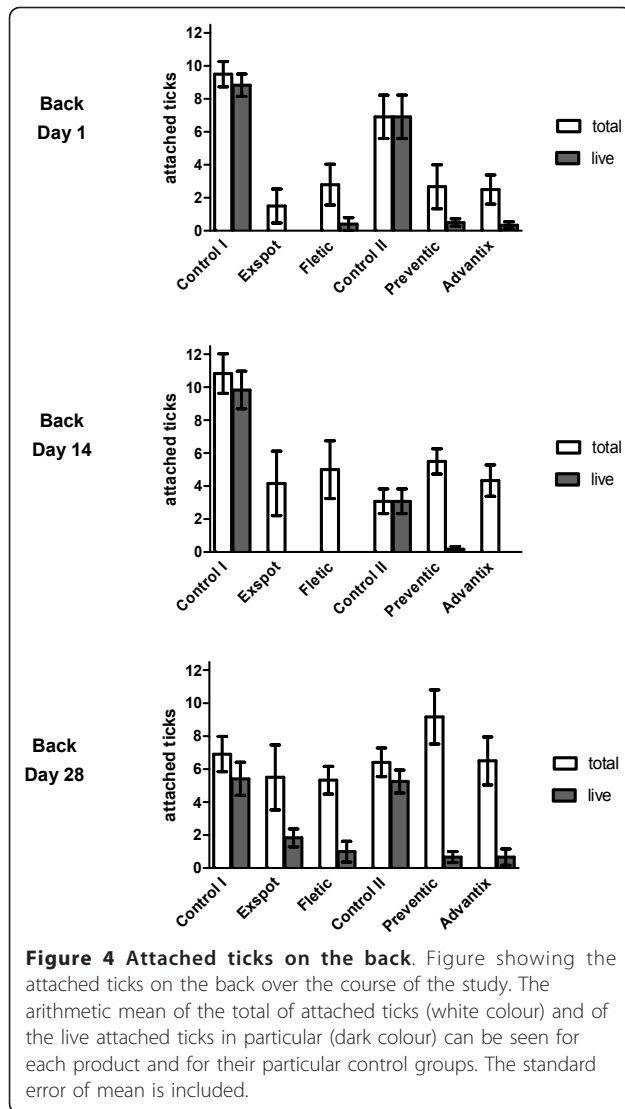 Back
Day 1
attached ticks
12
10
8
6
4
2
0
Control I
Exspot
Fletic
Control II
Preventic
Advantix
total
live
Back
Day 14
attached ticks
12
10
8
6
4
2
0
Control I
Exspot
Fletic
Control II
Preventic
Advantix
total
live
Back
Day 28
attached ticks
12
10
8
6
4
2
0
Control I
Exspot
Fletic
Control II
Preventic
Advantix
total
live
Figure 4 Attached ticks on the back. Figure showing the
attached ticks on the back over the course of the study. The
arithmetic mean of the total of attached ticks (white colour) and of
the live attached ticks in particular (dark colour) can be seen for
each product and for their particular control groups. The standard
error of mean is included.